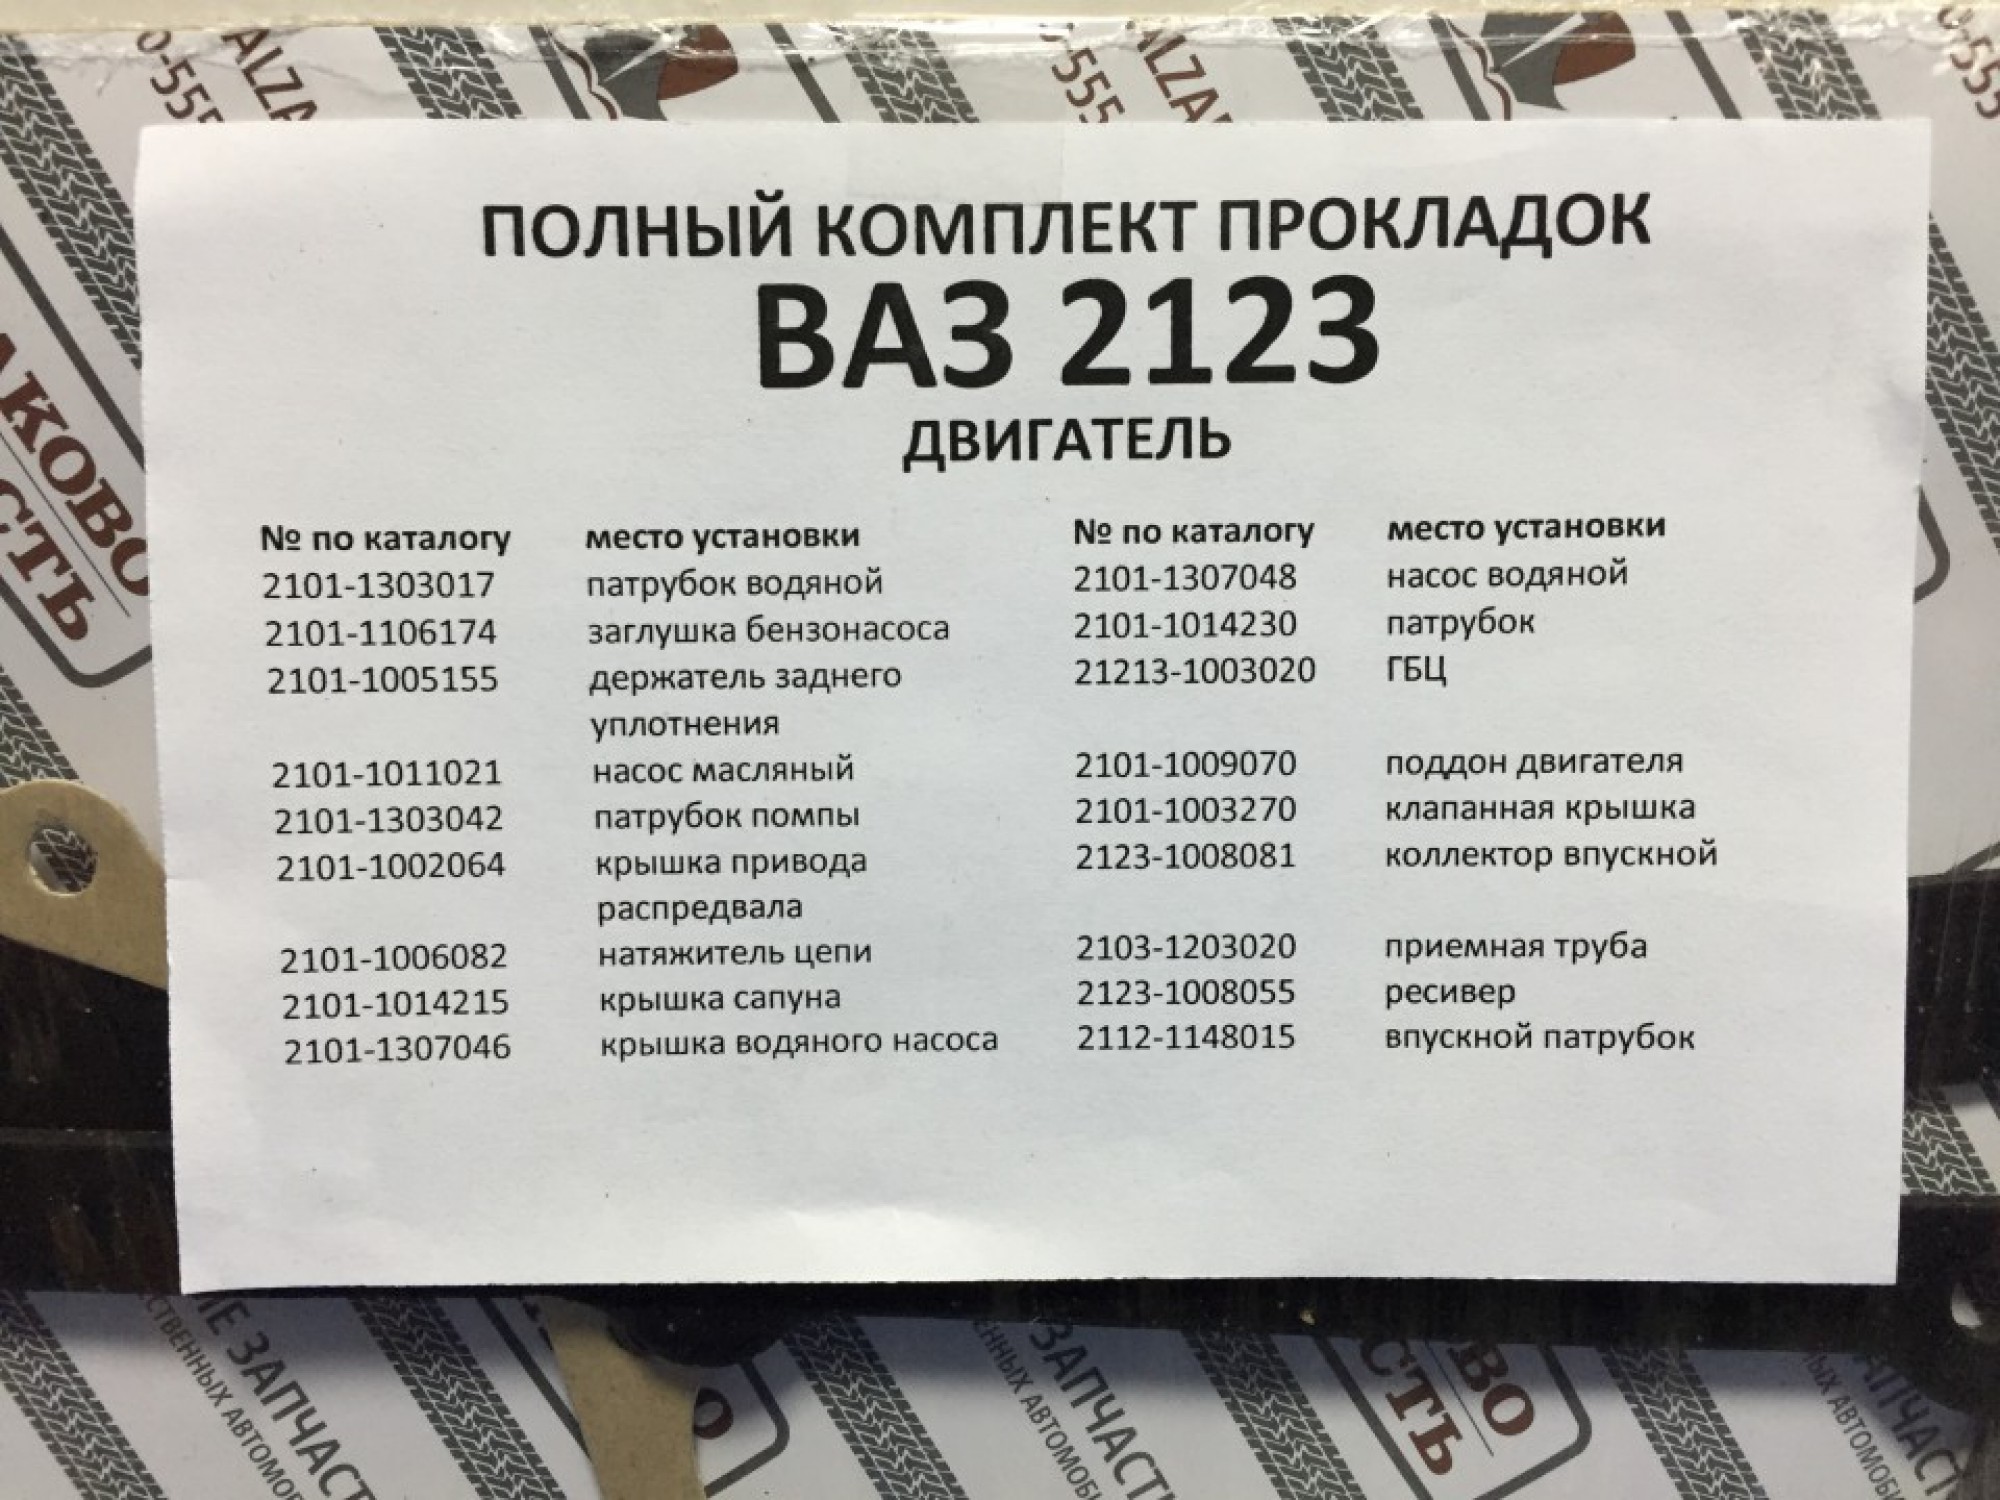 ПОЛНЫЙ КОМПЛЕКТ ПРОКЛАДОК
ВАЗ 2123
ДВИГАТЕЛЬ
№ по каталогу место установки № по каталогу место установки
2101-1303017 патрубок водяной 2101-1307048 насос водяной
2101-1106174 заглушка бензонасоса 2101-1014230 патрубок
2101-1005155 держатель заднего 21213-1003020 ГБЦ
уплотнения
2101-1011021 насос масляный 2101-1009070 поддон двигателя
2101-1303042 патрубок помпы 2101-1003270 клапанная крышка
2101-1002064 крышка привода 2123-1008081 коллектор впускной
распредвала
2101-1006082 натяжитель цепи 2103-1203020 приемная труба
2101-1014215 крышка сапуна 2123-1008055 ресивер
2101-1307046 крышка водяного насоса 2112-1148015 впускной патрубок